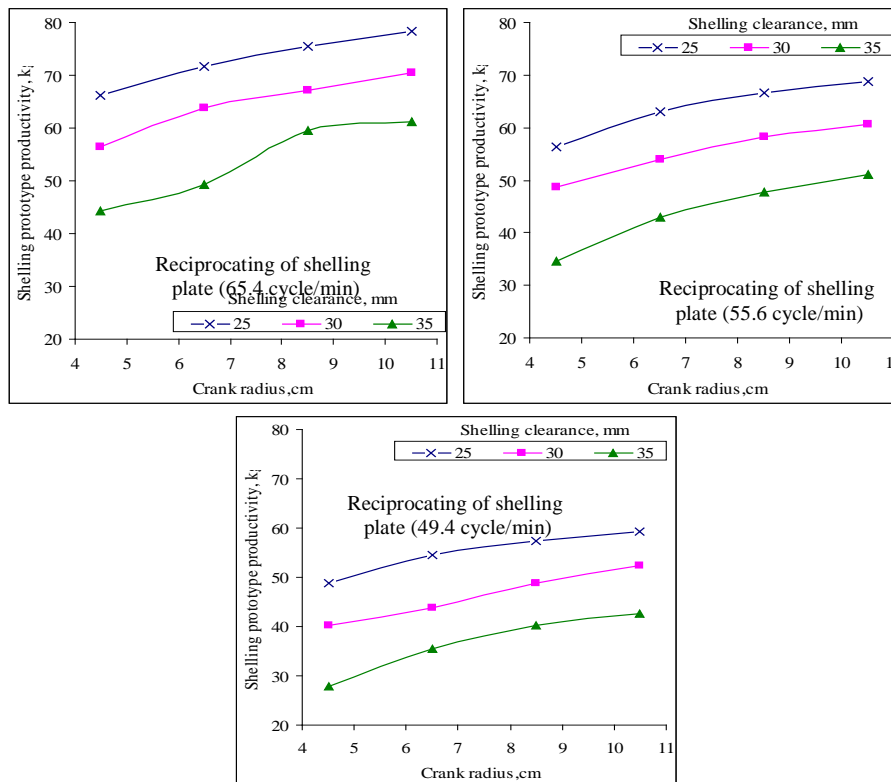 Shelling prototype productivity, k
80
70
60
50
40
30
20
Reciprocating of shelling
plate (65.4 cycle/min)
Shelling clearance, mm
25 30 35
4 5 6 7 8 9 10 11
Crank radius,cm
Shelling prototype productivity, k
Shelling clearance, mm
25 30 35
80
70
60
50
40
30
20
Reciprocating of shelling
plate (55.6 cycle/min)
4 5 6 7 8 9 10 1
Crank radius,cm
Shelling prototype productivity, k
Shelling clearance, mm
25 30 35
80
70
60
50
40
30
20
Reciprocating of shelling
plate (49.4 cycle/min)
4 5 6 7 8 9 10 11
Crank radius,cm